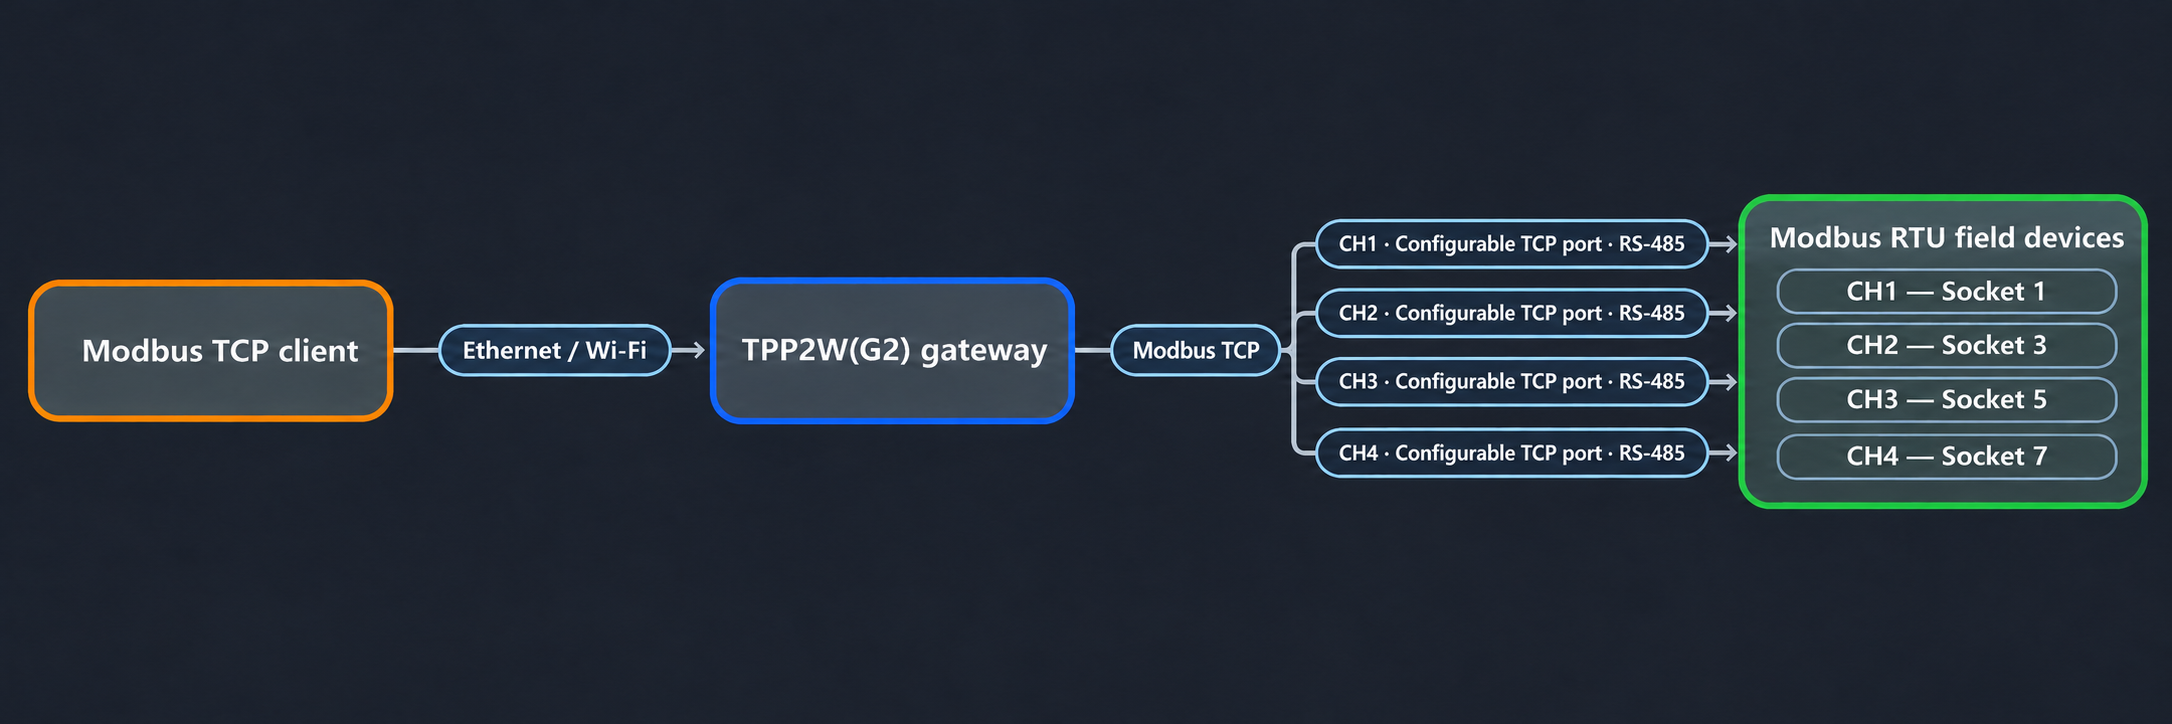 Modbus TCP client
Ethernet / Wi-Fi
TPP2W(G2) gateway
Modbus TCP
CH1 · Configurable TCP port · RS-485
CH2 · Configurable TCP port · RS-485
CH3 · Configurable TCP port · RS-485
CH4 · Configurable TCP port · RS-485
Modbus RTU field devices
CH1 — Socket 1
CH2 — Socket 3
CH3 — Socket 5
CH4 — Socket 7